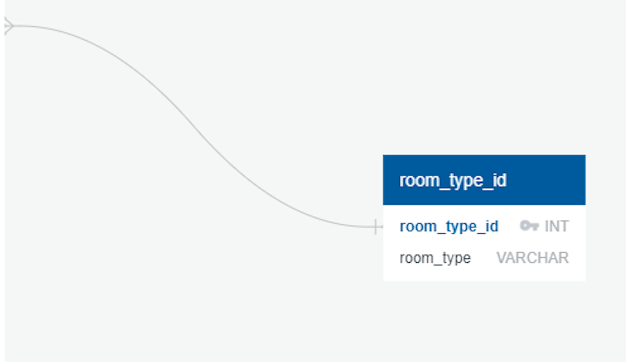 room_type_id
room_type_id INT
room_type VARCHAR